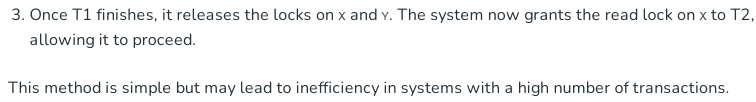 3. Once T1 finishes, it releases the locks on x and Y. The system now grants the read lock on x to T2,
allowing it to proceed.
This method is simple but may lead to inefficiency in systems with a high number of transactions.